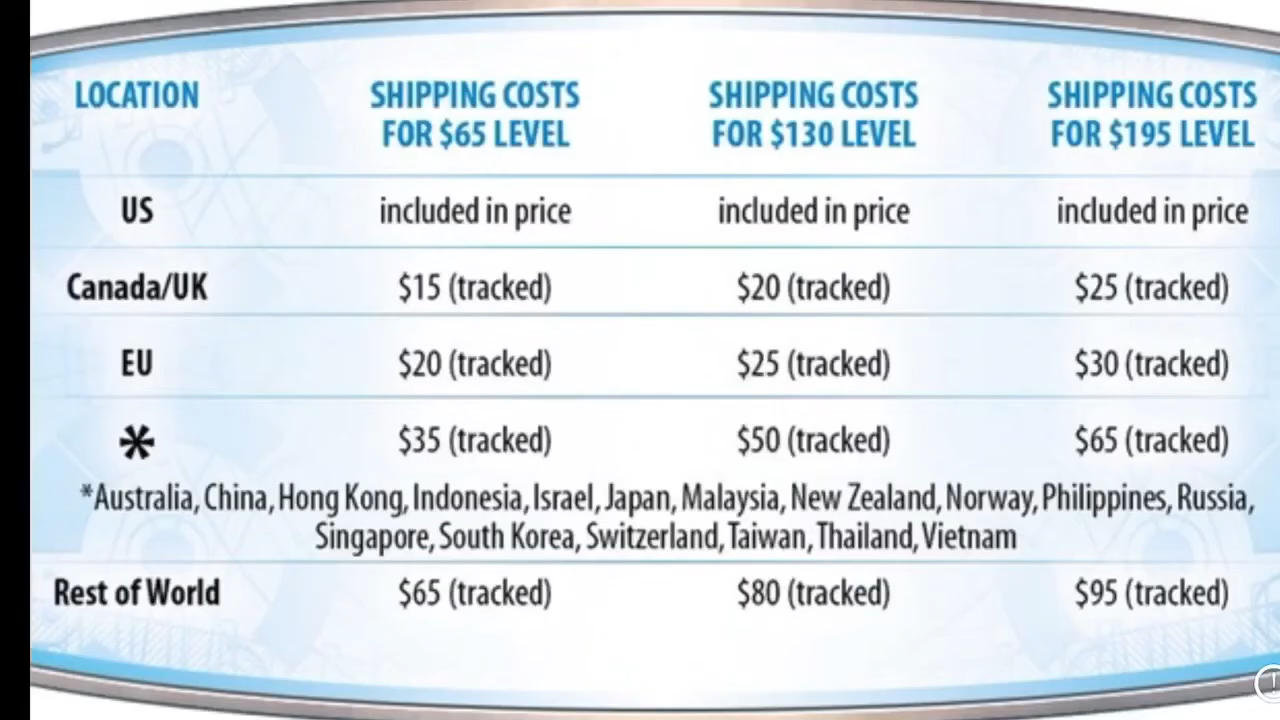 LOCATION SHIPPING COSTS FOR $65 LEVEL SHIPPING COSTS FOR $130 LEVEL SHIPPING COSTS FOR $195 LEVEL
US included in price included in price included in price
Canada/UK $15 (tracked) $20 (tracked) $25 (tracked)
EU $20 (tracked) $25 (tracked) $30 (tracked)
* $35 (tracked) $50 (tracked) $65 (tracked)
*Australia, China, Hong Kong, Indonesia, Israel, Japan, Malaysia, New Zealand, Norway, Philippines, Russia,
Singapore, South Korea, Switzerland, Taiwan, Thailand, Vietnam
Rest of World $65 (tracked) $80 (tracked) $95 (tracked)